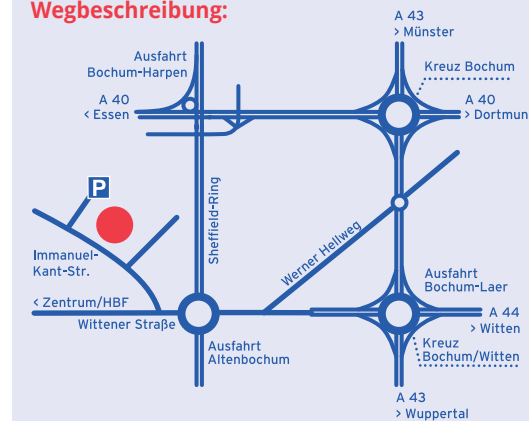 Wegbeschreibung:
A 43
> Münster
Ausfahrt
Bochum-Harpen
Kreuz Bochum
A 40
< Essen
A 40
> Dortmun
P
Sheffield-Ring
Werner Hellweg
Immanuel-
Kant-Str.
< Zentrum/HBF
Wittener Straße
Ausfahrt
Bochum-Laer
A 44
> Witten
Ausfahrt
Altenbochum
Kreuz
Bochum/Witten
A 43
> Wuppertal